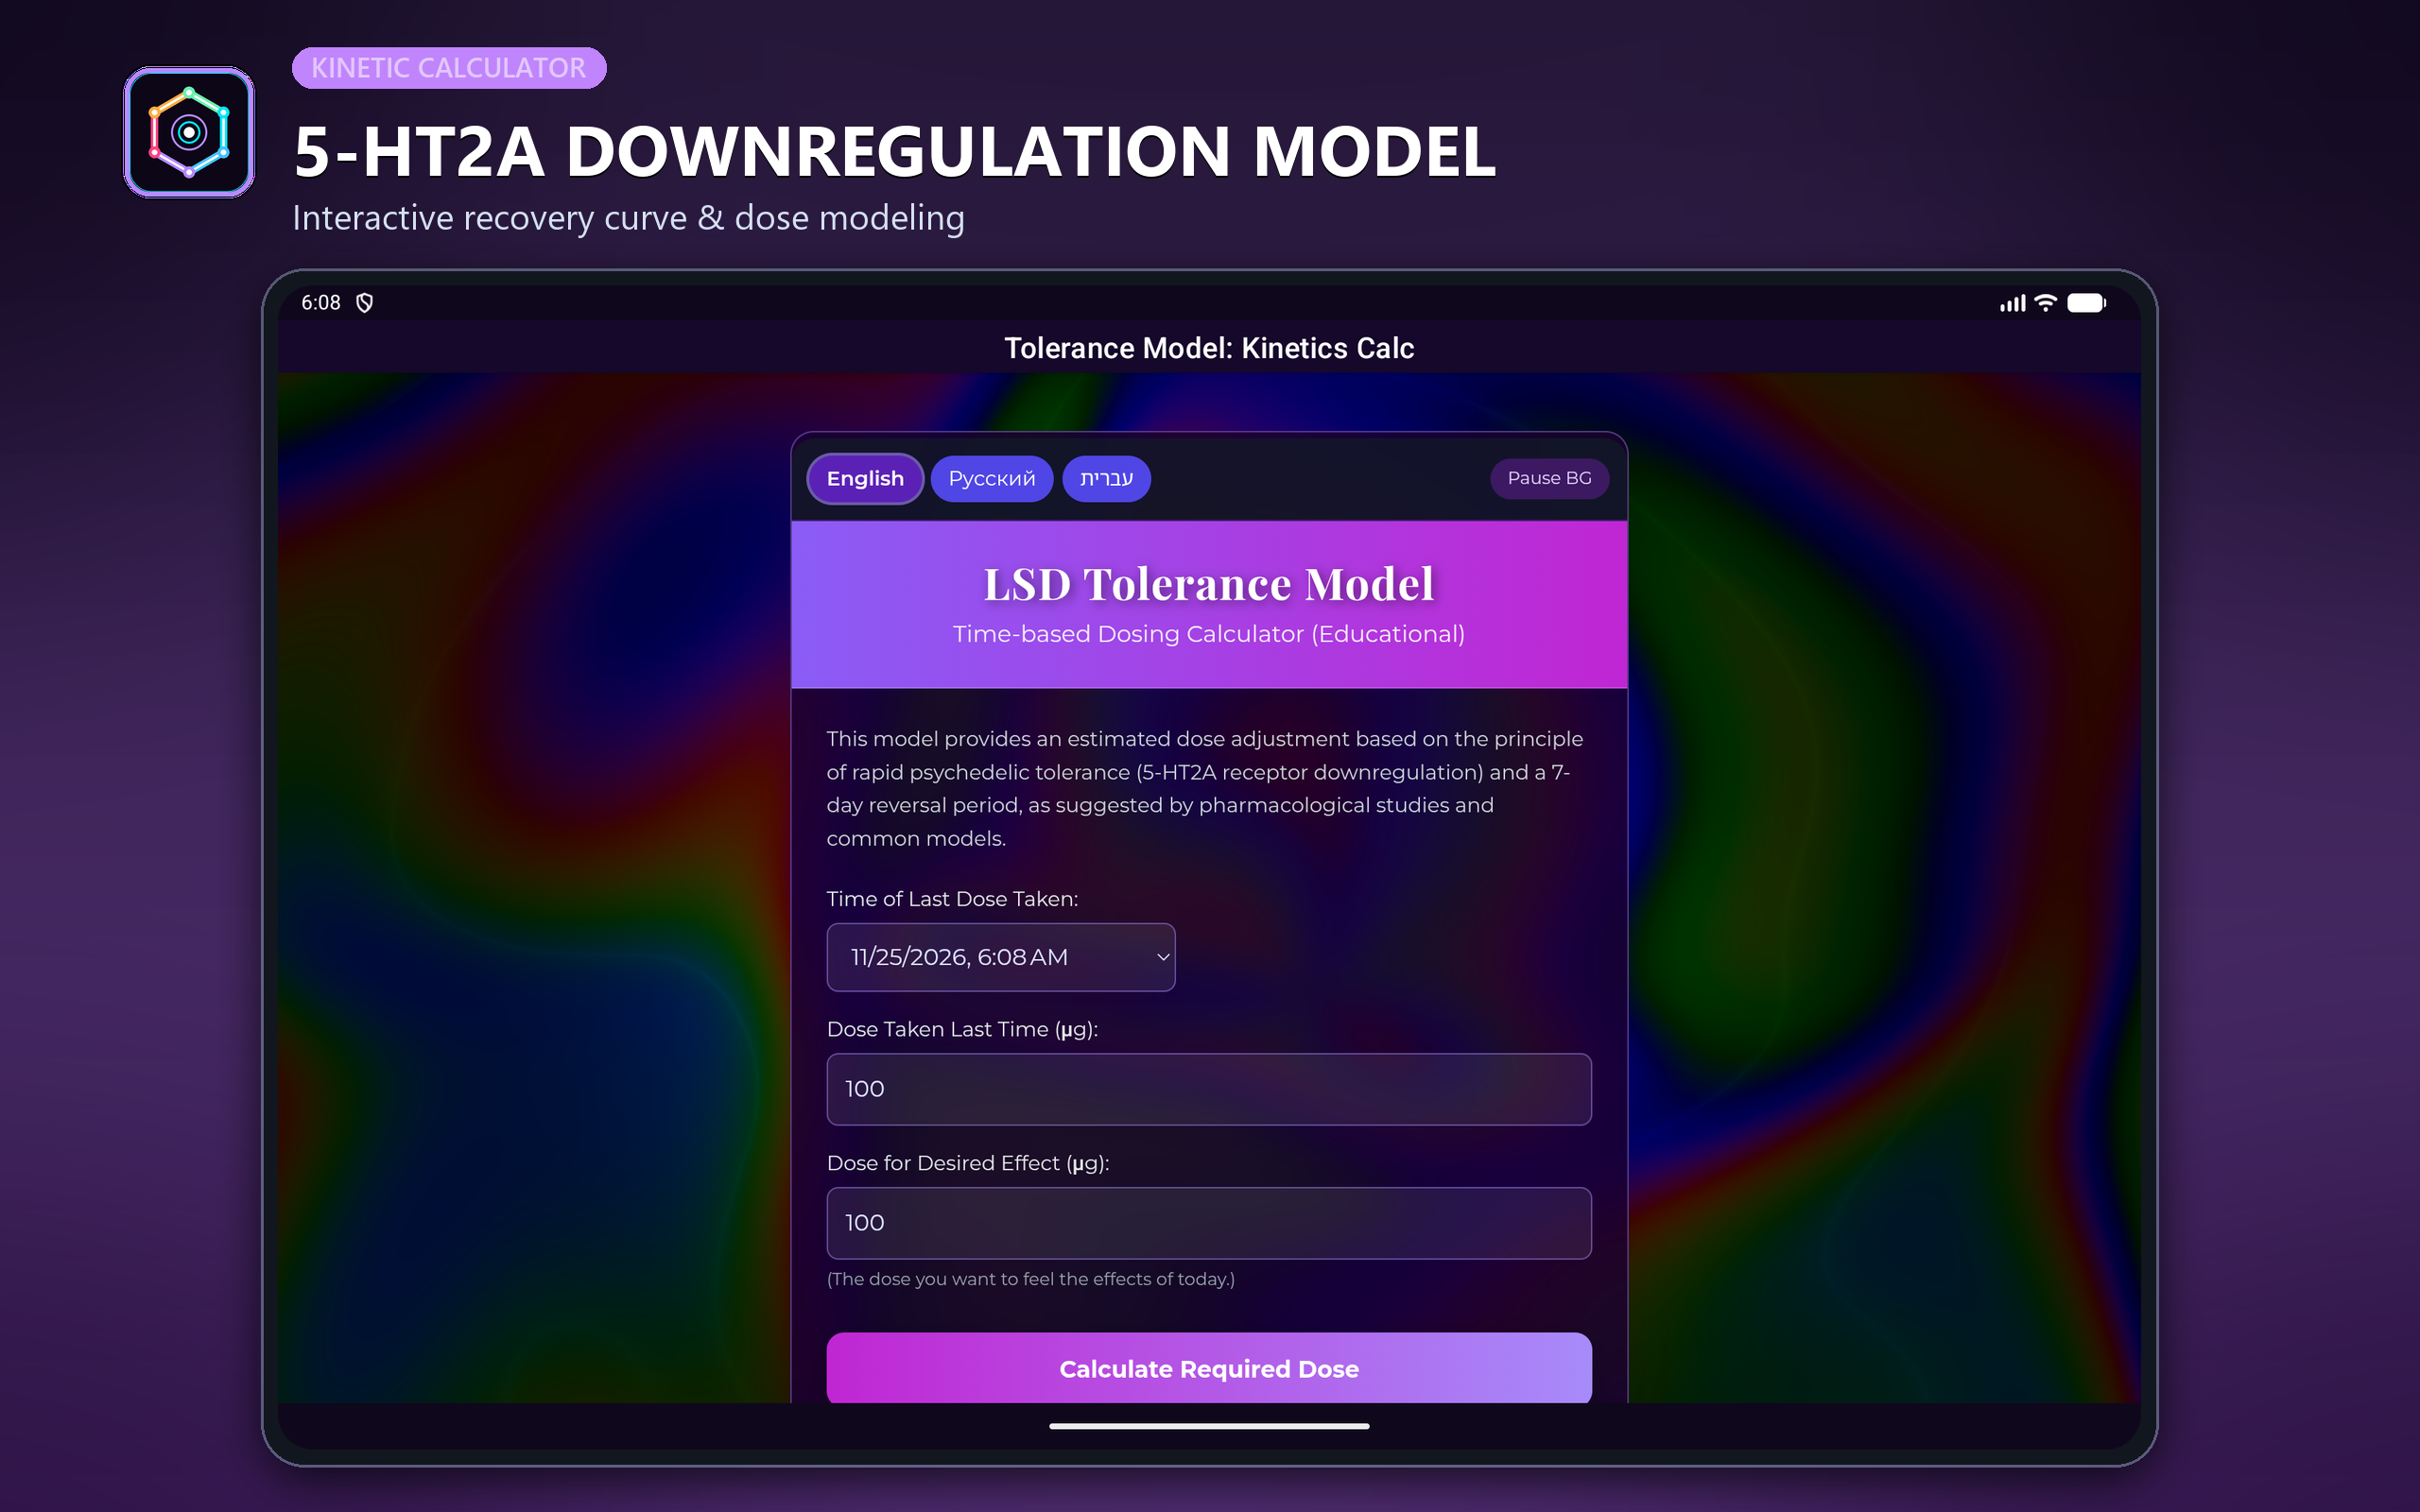 KINETIC CALCULATOR
5-HT2A DOWNREGULATION MODEL
Interactive recovery curve & dose modeling
6:08
Tolerance Model: Kinetics Calc
English Русский עברית Pause BG
LSD Tolerance Model
Time-based Dosing Calculator (Educational)
This model provides an estimated dose adjustment based on the principle
of rapid psychedelic tolerance (5-HT2A receptor downregulation) and a 7-
day reversal period, as suggested by pharmacological studies and
common models.
Time of Last Dose Taken:
11/25/2026, 6:08 AM
Dose Taken Last Time (µg):
100
Dose for Desired Effect (µg):
100
(The dose you want to feel the effects of today.)
Calculate Required Dose